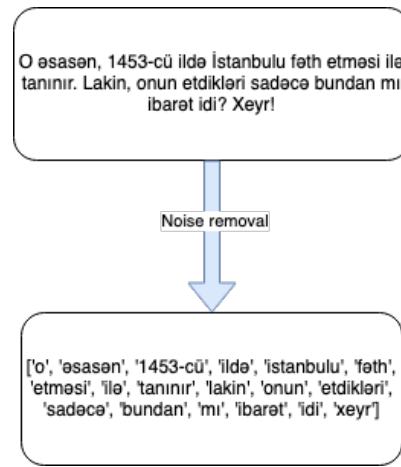 O əsasən, 1453-cü ildə İstanbulu fəth etməsi ilə
tanınır. Lakin, onun etdikləri sadəcə bundan mı
ibarət idi? Xeyr!
Noise removal
['o', 'əsasən', '1453-cü', 'ildə', 'istanbulu', 'fəth',
'etməsi', 'ilə', 'tanınır', 'lakin', 'onun', 'etdikləri',
'sadəcə', 'bundan', 'mı', 'ibarət', 'idi', 'xeyr']